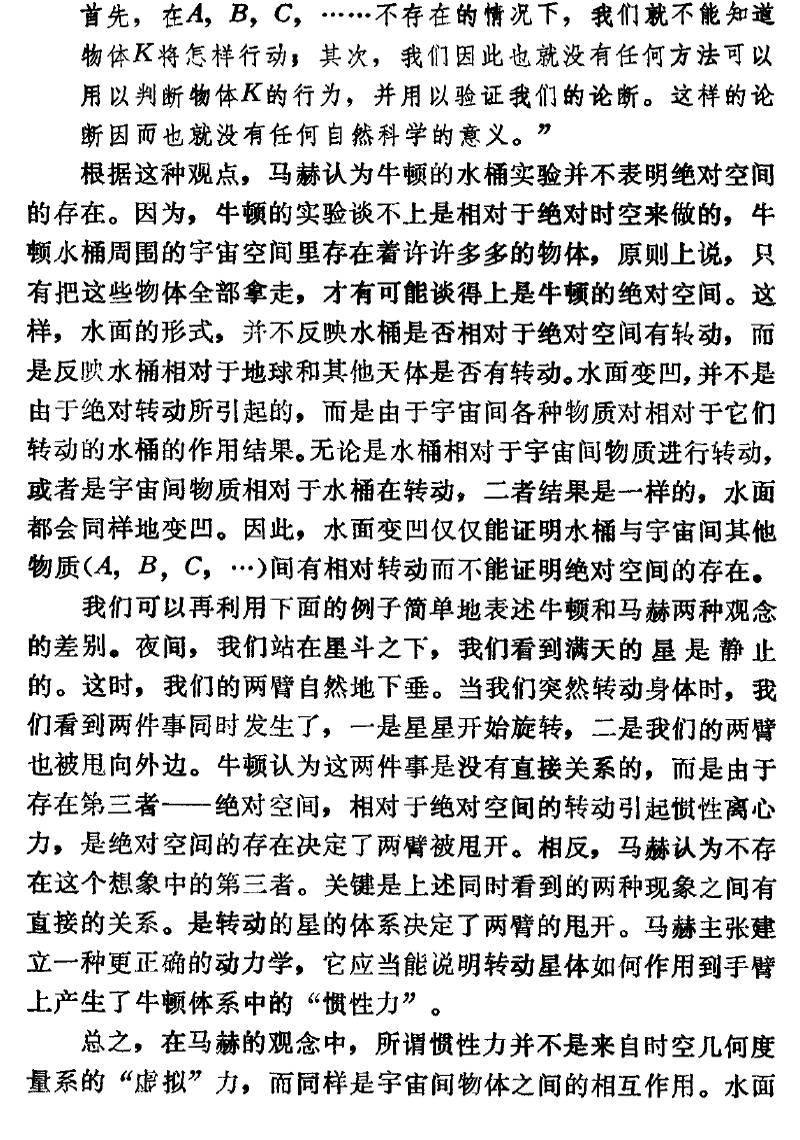 首先，在A，B，C，……不存在的情况下，我们就不能知道
物体K将怎样行动；其次，我们因此也就没有任何方法可以
用以判断物体K的行为，并用以验证我们的论断。这样的论
断因而也就没有任何自然科学的意义。”
根据这种观点，马赫认为牛顿的水桶实验并不表明绝对空间
的存在。因为，牛顿的实验谈不上是相对于绝对时空来做的，牛
顿水桶周围的宇宙空间里存在着许许多多的物体，原则上说，只
有把这些物体全部拿走，才有可能谈得上是牛顿的绝对空间。这
样，水面的形式，并不反映水桶是否相对于绝对空间有转动，而
是反映水桶相对于地球和其他天体是否有转动。水面变凹，并不是
由于绝对转动所引起的，而是由于宇宙间各种物质对相对于它们
转动的水桶的作用结果。无论是水桶相对于宇宙间物质进行转动，
或者是宇宙间物质相对于水桶在转动，二者结果是一样的，水面
都会同样地变凹。因此，水面变凹仅仅能证明水桶与宇宙间其他
物质(A，B，C，…)间有相对转动而不能证明绝对空间的存在。
我们可以再利用下面的例子简单地表述牛顿和马赫两种观念
的差别。夜间，我们站在星斗之下，我们看到满天的星是静止
的。这时，我们的两臂自然地下垂。当我们突然转动身体时，我
们看到两件事同时发生了，一是星星开始旋转，二是我们的两臂
也被甩向外边。牛顿认为这两件事是没有直接关系的，而是由于
存在第三者——绝对空间，相对于绝对空间的转动引起惯性离心
力，是绝对空间的存在决定了两臂被甩开。相反，马赫认为不存
在这个想象中的第三者。关键是上述同时看到的两种现象之间有
直接的关系。是转动的星的体系决定了两臂的甩开。马赫主张建
立一种更正确的动力学，它应当能说明转动星体如何作用到手臂
上产生了牛顿体系中的“惯性力”。
总之，在马赫的观念中，所谓惯性力并不是来自时空几何度
量系的“虚拟”力，而同样是宇宙间物体之间的相互作用。水面